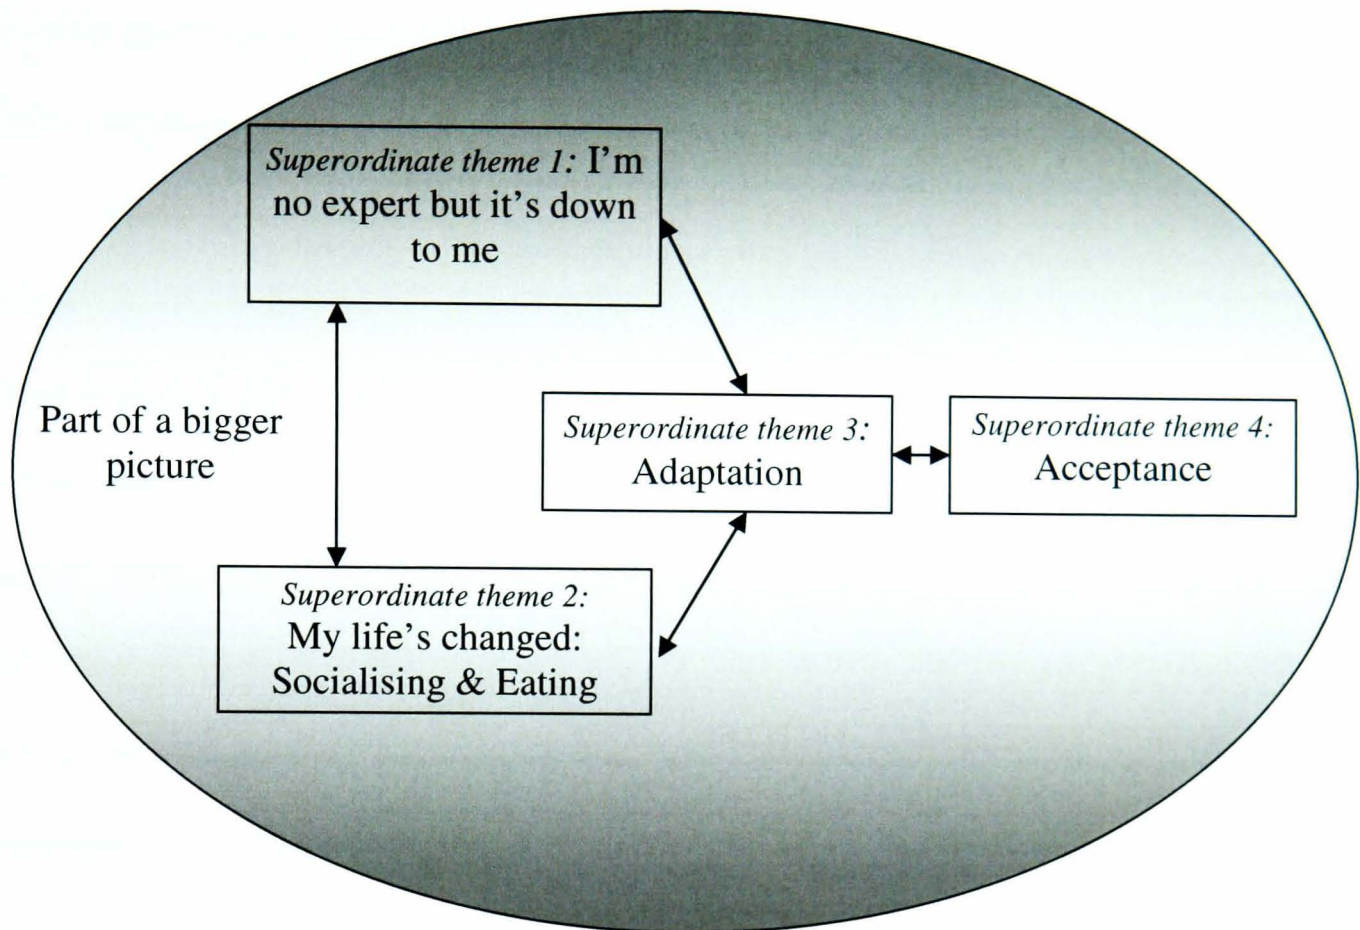 Superordinate theme 1: I'm
no expert but it's down
to me
Part of a bigger
picture
Superordinate theme 3:
Adaptation
Superordinate theme 4:
Acceptance
Superordinate theme 2:
My life's changed:
Socialising & Eating